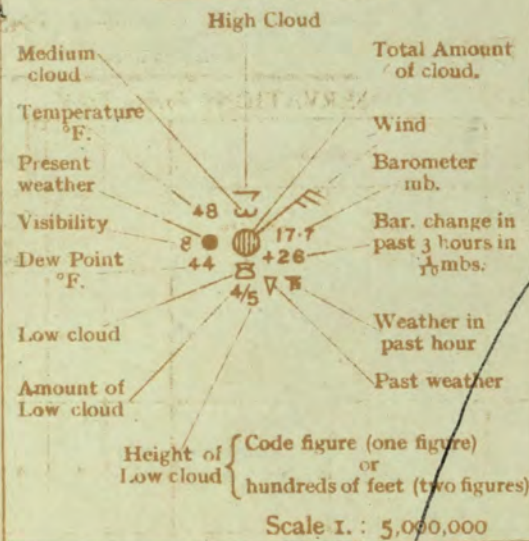 High Cloud
Medium cloud
Total Amount of cloud.
Temperature °F.
Wind
Present weather
Barometer mb.
48
Visibility
8
17·7
Bar. change in past 3 hours in 1/10 mbs.
+26
Dew Point °F.
44
4/5
Low cloud
Weather in past hour
Amount of Low cloud
Past weather
Height of Low cloud
Code figure (one figure)
or
hundreds of feet (two figures)
Scale 1. : 5,000,000